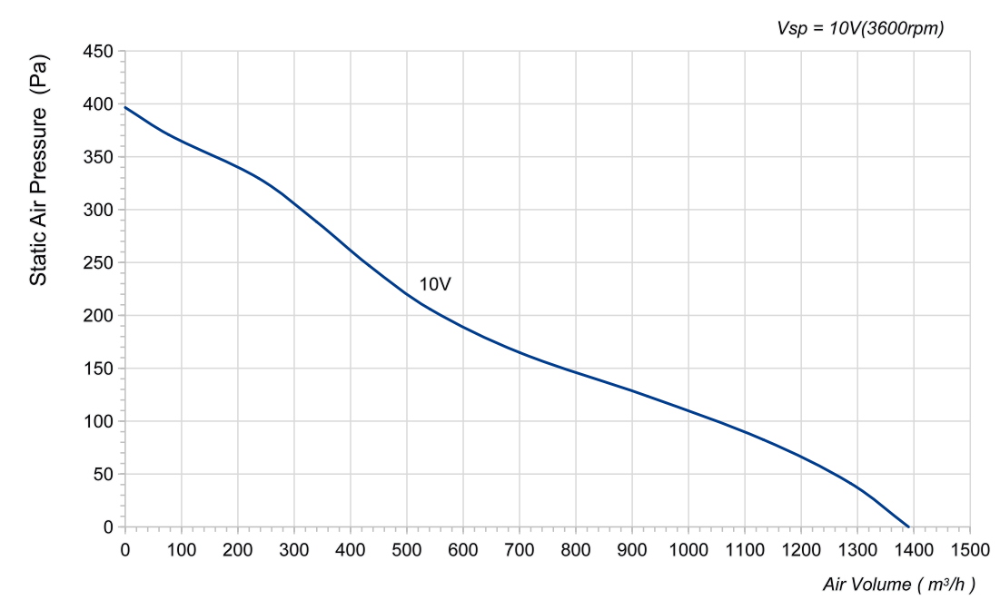 Vsp = 10V(3600rpm)
Static Air Pressure (Pa)
450
400
350
300
250
200
150
100
50
0
10V
0 100 200 300 400 500 600 700 800 900 1000 1100 1200 1300 1400 1500
Air Volume ( m³/h )